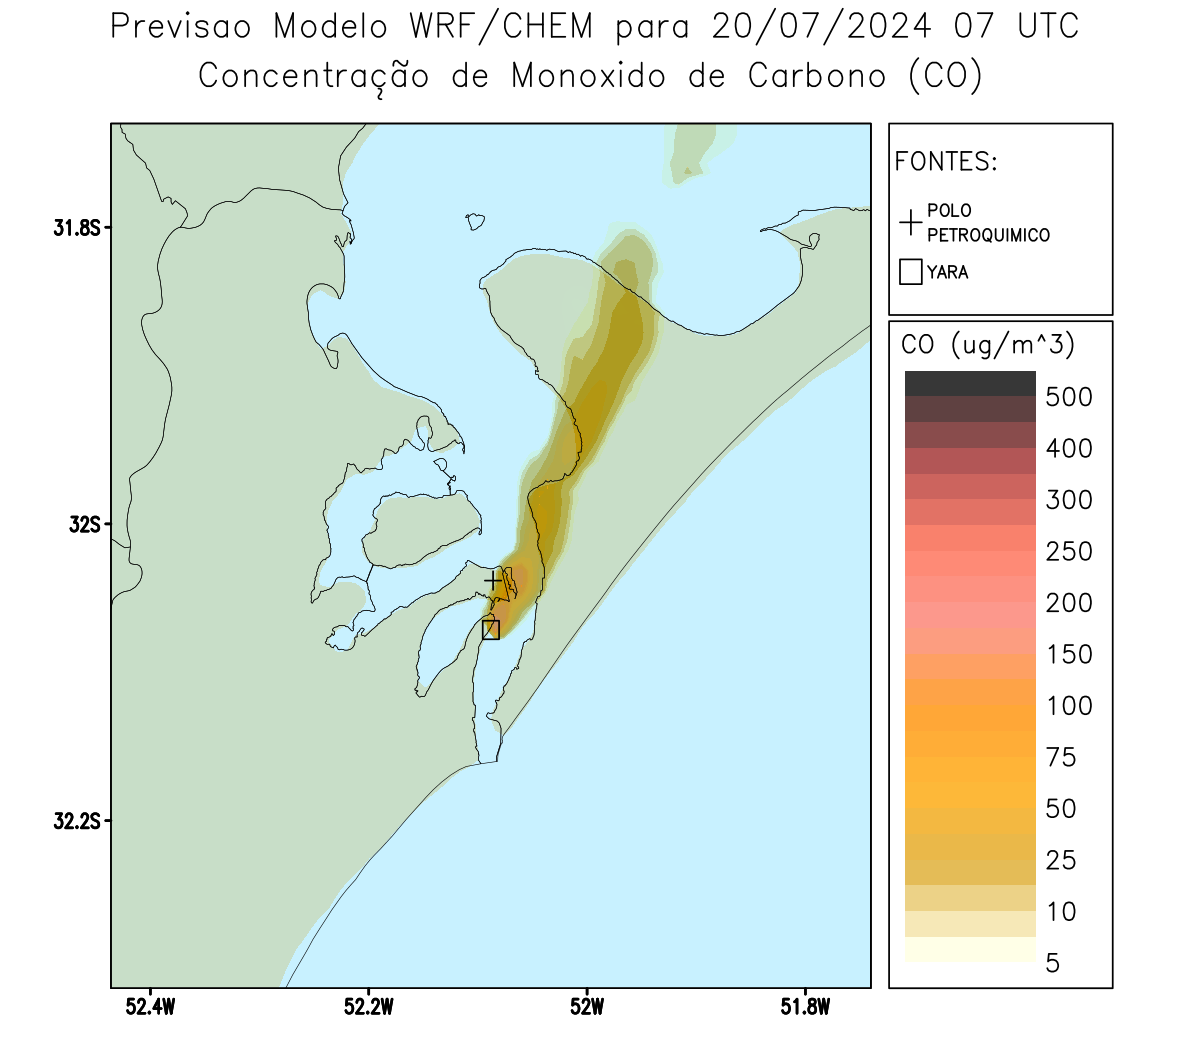 Previsao Modelo WRF/CHEM para 20/07/2024 07 UTC
Concentração de Monoxido de Carbono (CO)
FONTES:
POLO
PETROQUIMICO
YARA
CO (ug/m^3)
500
400
300
250
200
150
100
75
50
25
10
5
31.8S
32S
32.2S
52.4W
52.2W
52W
51.8W